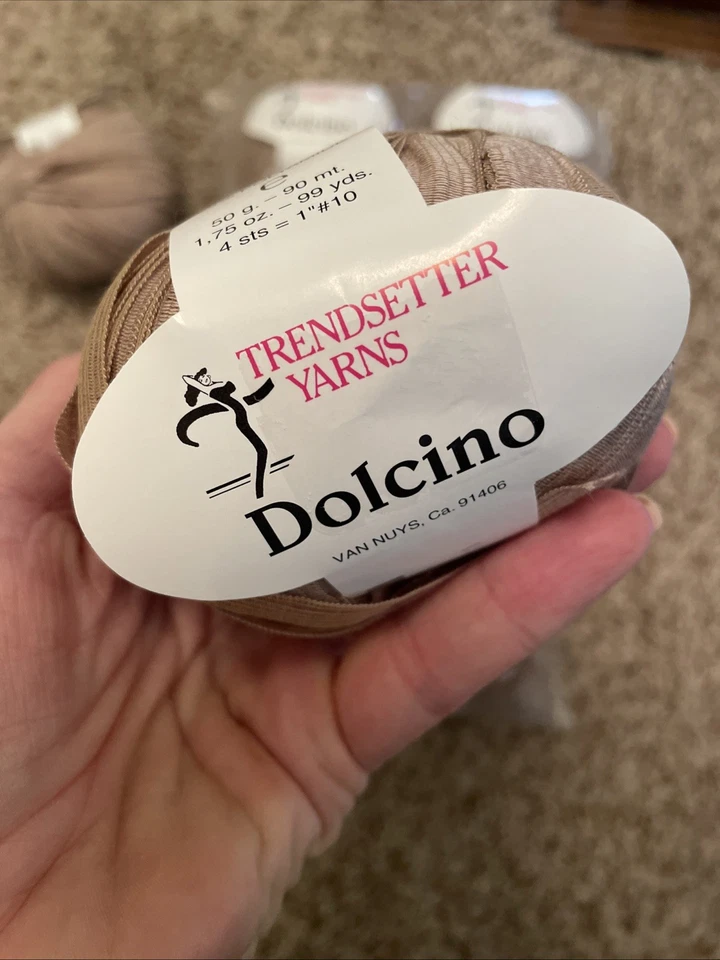 50 g. – 90 mt.
1,75 oz. – 99 yds.
4 sts = 1"#10
TRENDSETTER
YARNS
Dolcino
VAN NUYS, Ca. 91406